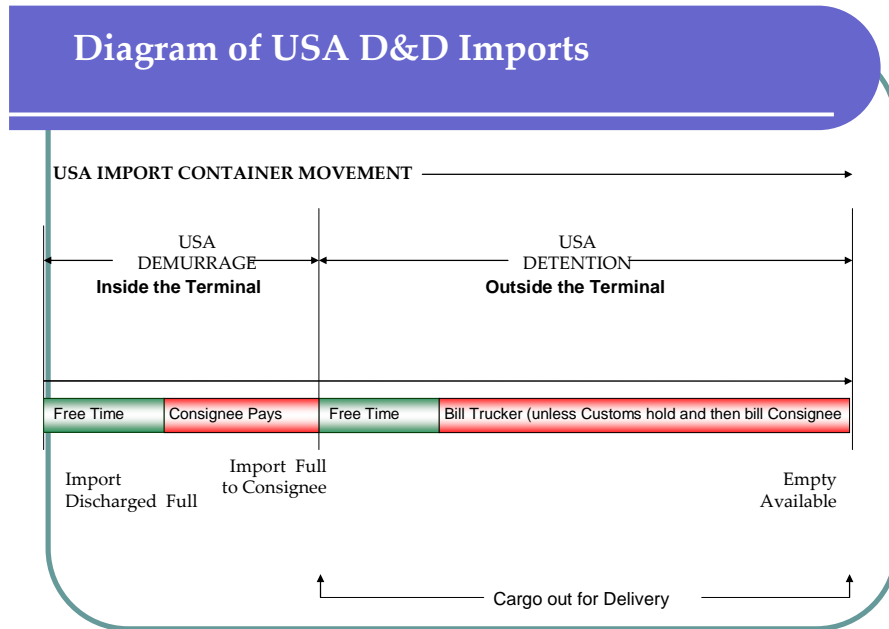 Diagram of USA D&D Imports
USA IMPORT CONTAINER MOVEMENT
USA
DEMURRAGE
Inside the Terminal
USA
DETENTION
Outside the Terminal
Free Time
Consignee Pays
Free Time
Bill Trucker (unless Customs hold and then bill Consignee
Import
Discharged Full
Import Full
to Consignee
Empty
Available
Cargo out for Delivery